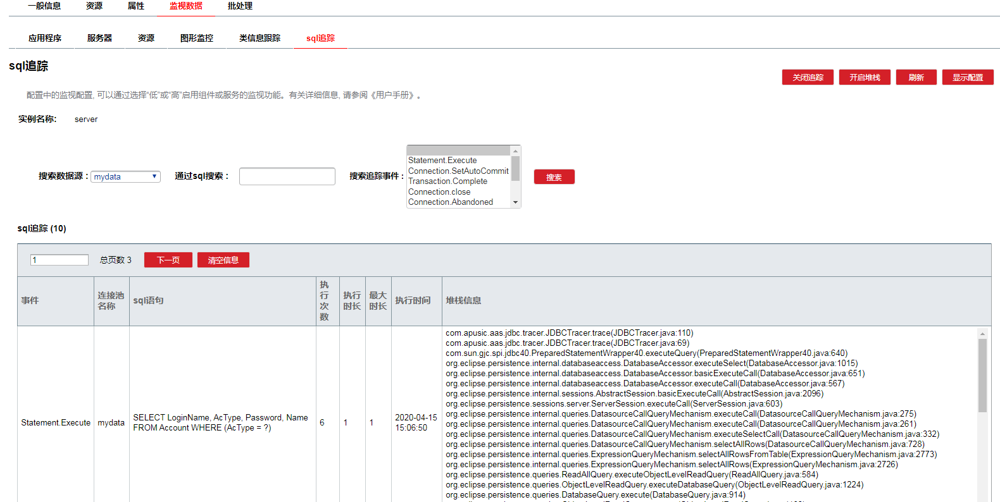 一般信息 资源 属性 监视数据 批处理
应用程序 服务器 资源 图形监控 类信息跟踪 sql追踪
sql追踪
关闭追踪 开启堆栈 刷新 显示配置
配置中的监视配置, 可以通过选择“低”或“高”启用组件或服务的监视功能。有关详细信息, 请参阅《用户手册》。
实例名称: server
搜索数据源 : mydata 通过sql搜索 : 搜索追踪事件 :
Statement.Execute
Connection.SetAutoCommit
Transaction.Complete
Connection.close
Connection.Abandoned
搜索
sql追踪 (10)
1 总页数 3 下一页 清空信息
事件 连接池名称 sql语句 执行次数 执行时长 最大时长 执行时间 堆栈信息
Statement.Execute mydata
SELECT LoginName, AcType, Password, Name
FROM Account WHERE (AcType = ?)
6 1 1
2020-04-15
15:06:50
com.apusic.aas.jdbc.tracer.JDBCTracer.trace(JDBCTracer.java:110)
com.apusic.aas.jdbc.tracer.JDBCTracer.trace(JDBCTracer.java:69)
com.sun.gjc.spi.jdbc40.PreparedStatementWrapper40.executeQuery(PreparedStatementWrapper40.java:640)
org.eclipse.persistence.internal.databaseaccess.DatabaseAccessor.executeSelect(DatabaseAccessor.java:1015)
org.eclipse.persistence.internal.databaseaccess.DatabaseAccessor.basicExecuteCall(DatabaseAccessor.java:651)
org.eclipse.persistence.internal.databaseaccess.DatabaseAccessor.executeCall(DatabaseAccessor.java:567)
org.eclipse.persistence.internal.sessions.AbstractSession.basicExecuteCall(AbstractSession.java:2096)
org.eclipse.persistence.sessions.server.ServerSession.executeCall(ServerSession.java:603)
org.eclipse.persistence.internal.queries.DatasourceCallQueryMechanism.executeCall(DatasourceCallQueryMechanism.java:275)
org.eclipse.persistence.internal.queries.DatasourceCallQueryMechanism.executeCall(DatasourceCallQueryMechanism.java:261)
org.eclipse.persistence.internal.queries.DatasourceCallQueryMechanism.executeSelectCall(DatasourceCallQueryMechanism.java:332)
org.eclipse.persistence.internal.queries.DatasourceCallQueryMechanism.selectAllRows(DatasourceCallQueryMechanism.java:728)
org.eclipse.persistence.internal.queries.ExpressionQueryMechanism.selectAllRowsFromTable(ExpressionQueryMechanism.java:2773)
org.eclipse.persistence.internal.queries.ExpressionQueryMechanism.selectAllRows(ExpressionQueryMechanism.java:2726)
org.eclipse.persistence.queries.ReadAllQuery.executeObjectLevelReadQuery(ReadAllQuery.java:584)
org.eclipse.persistence.queries.ObjectLevelReadQuery.executeDatabaseQuery(ObjectLevelReadQuery.java:1224)
org.eclipse.persistence.queries.DatabaseQuery.execute(DatabaseQuery.java:914)